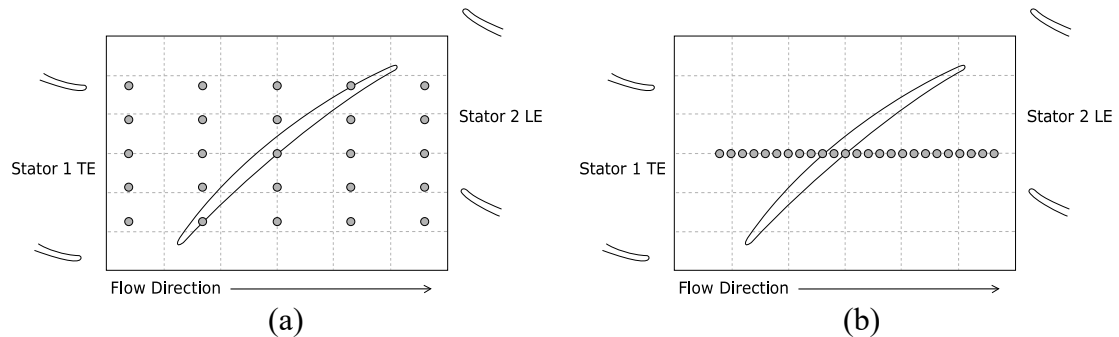 Stator 1 TE
Stator 2 LE
Flow Direction
(a)
Stator 1 TE
Stator 2 LE
Flow Direction
(b)